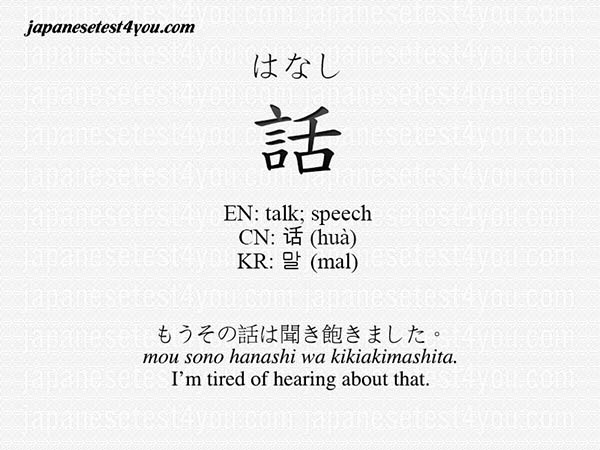 japanesetest4you.com
はなし
話
EN: talk; speech
CN: 话 (huà)
KR: 말 (mal)
もうその話は聞き飽きました。
mou sono hanashi wa kikiakimashita.
I’m tired of hearing about that.